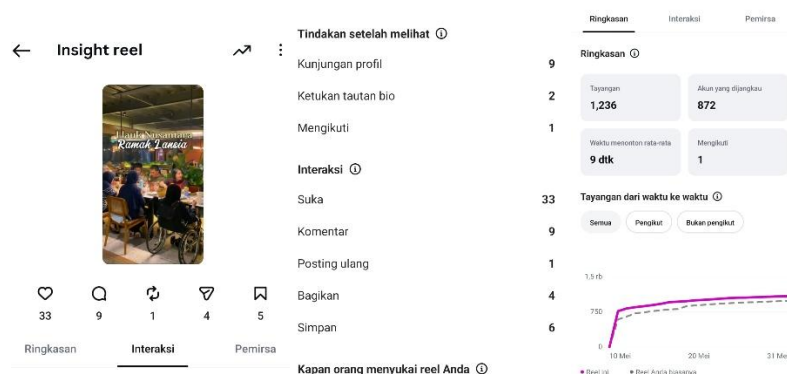 Insight reel
Hauk Nusantara
Ramah Lansia
33
9
1
4
5
Ringkasan
Interaksi
Pemirsa
Tindakan setelah melihat
Kunjungan profil 9
Ketukan tautan bio 2
Mengikuti 1
Interaksi
Suka 33
Komentar 9
Posting ulang 1
Bagikan 4
Simpan 6
Kapan orang menyukai reel Anda
Ringkasan
Interaksi
Pemirsa
Ringkasan
Tayangan
1,236
Akun yang dijangkau
872
Waktu menonton rata-rata
9 dtk
Mengikuti
1
Tayangan dari waktu ke waktu
Semua
Pengikut
Bukan pengikut
1,5 rb
750
0
10 Mei
20 Mei
31 Mei
Reel ini
Reel Anda biasanya